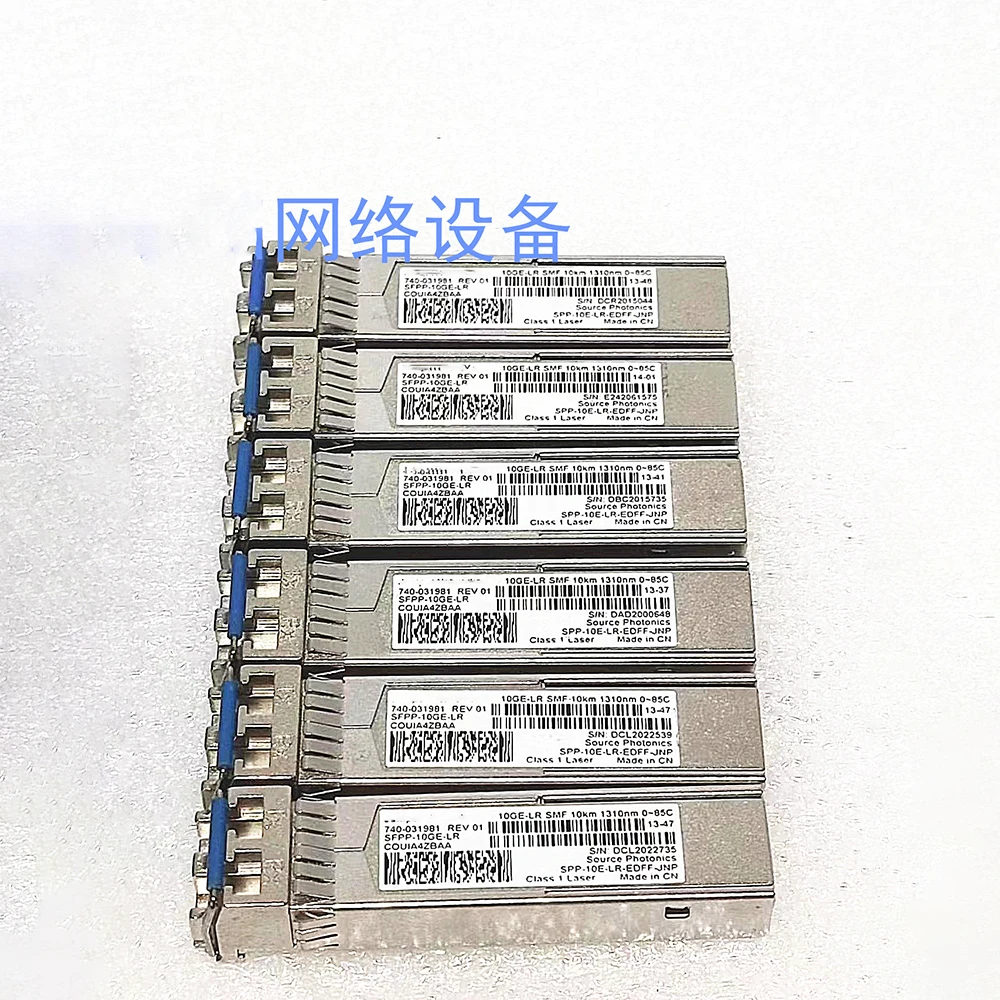 网络设备
10GE-LR SMF 10km 1310nm 0~85C
740-031981 REV 01 13-48
SFPP-10GE-LR
COUIA4ZBAA S/N: DCR2015044
Source Photonics
SPP-10E-LR-EDFF-JNP
Class 1 Laser Made in CN
10GE-LR SMF 10km 1310nm 0~85C
740-031981 REV 01 14-01
SFPP-10GE-LR
COUIA4ZBAA S/N: E242061575
Source Photonics
SPP-10E-LR-EDFF-JNP
Class 1 Laser Made in CN
10GE-LR SMF 10km 1310nm 0~85C
740-031981 REV 01 13-41
SFPP-10GE-LR
COUIA4ZBAA S/N: OBC2015735
Source Photonics
SPP-10E-LR-EDFF-JNP
Class 1 Laser Made in CN
10GE-LR SMF 10km 1310nm 0~85C
740-031981 REV 01 13-37
SFPP-10GE-LR
COUIA4ZBAA S/N: DAD2000648
Source Photonics
SPP-10E-LR-EDFF-JNP
Class 1 Laser Made in CN
10GE-LR SMF 10km 1310nm 0~85C
740-031981 REV 01 13-47
SFPP-10GE-LR
COUIA4ZBAA S/N: DCL2022539
Source Photonics
SPP-10E-LR-EDFF-JNP
Class 1 Laser Made in CN
10GE-LR SMF 10km 1310nm 0~85C
740-031981 REV 01 13-47
SFPP-10GE-LR
COUIA4ZBAA S/N: DCL2022735
Source Photonics
SPP-10E-LR-EDFF-JNP
Class 1 Laser Made in CN